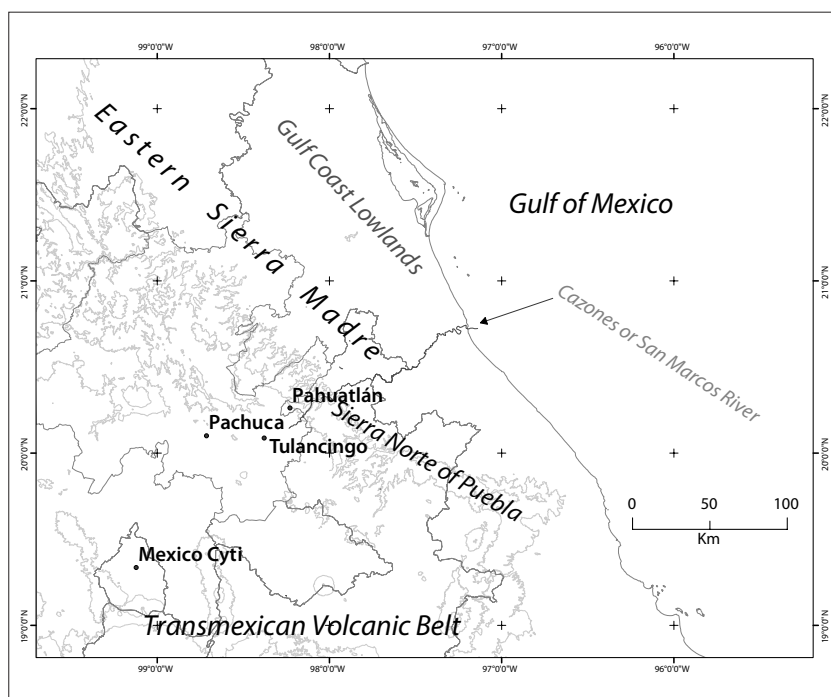 99°0'0"W 98°0'0"W 97°0'0"W 96°0'0"W
22°0'0"N 22°0'0"N
Eastern Sierra Madre
Gulf Coast Lowlands
Gulf of Mexico
21°0'0"N 21°0'0"N
Cazones or San Marcos River
Pahuatlán
Pachuca
Tulancingo
Sierra Norte of Puebla
20°0'0"N 20°0'0"N
0 50 100
Km
Mexico Cyti
Transmexican Volcanic Belt
19°0'0"N 19°0'0"N
99°0'0"W 98°0'0"W 97°0'0"W 96°0'0"W